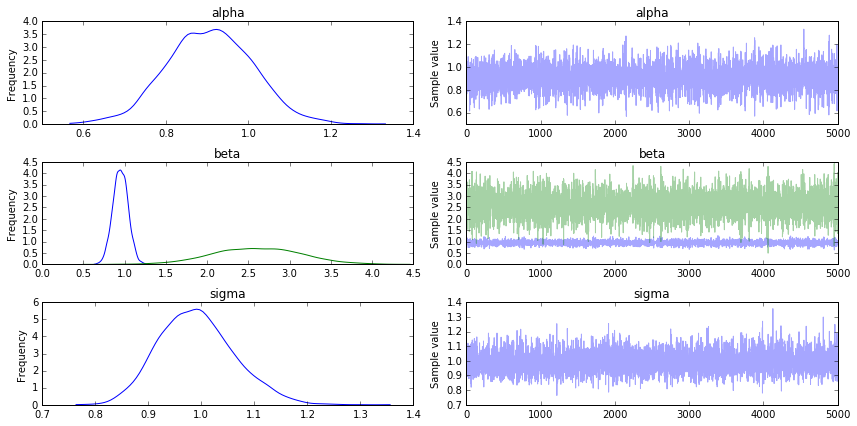 alpha
Frequency
4.0
3.5
3.0
2.5
2.0
1.5
1.0
0.5
0.0
0.6 0.8 1.0 1.2 1.4
alpha
Sample value
1.4
1.2
1.0
0.8
0.6
0 1000 2000 3000 4000 5000
beta
Frequency
4.5
4.0
3.5
3.0
2.5
2.0
1.5
1.0
0.5
0.0
0.0 0.5 1.0 1.5 2.0 2.5 3.0 3.5 4.0 4.5
beta
Sample value
4.5
4.0
3.5
3.0
2.5
2.0
1.5
1.0
0.5
0.0
0 1000 2000 3000 4000 5000
sigma
Frequency
6
5
4
3
2
1
0
0.7 0.8 0.9 1.0 1.1 1.2 1.3 1.4
sigma
Sample value
1.4
1.3
1.2
1.1
1.0
0.9
0.8
0.7
0 1000 2000 3000 4000 5000